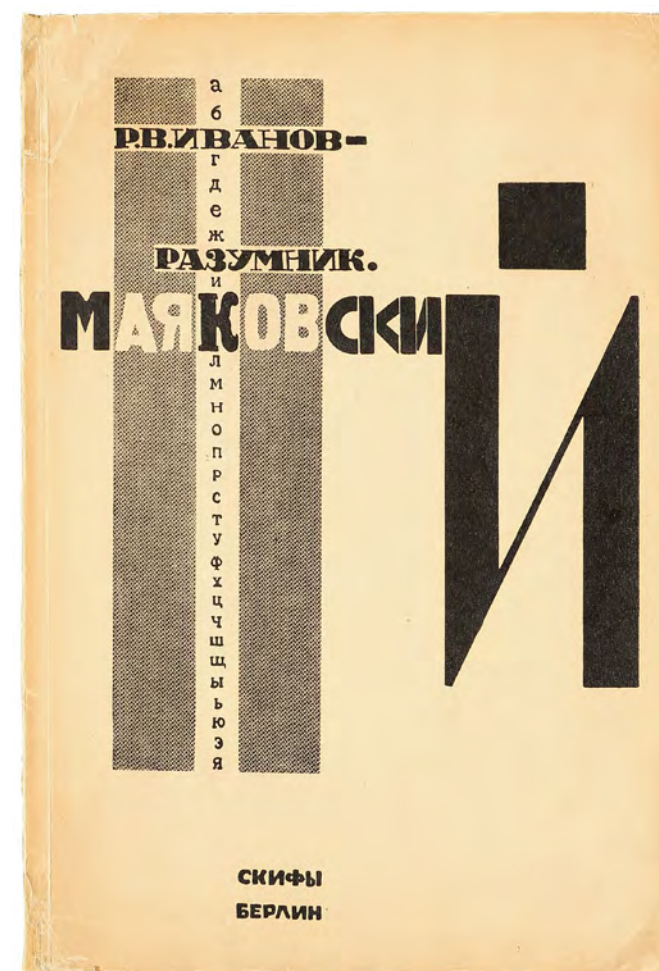 Р.В.ИВАНОВ-
РАЗУМНИК.
МАЯКОВСКИЙ
а б г д е ж и л м н о п р с т у ф х ц ч ш щ ы ь ю э я
СКИФЫ
БЕРЛИН